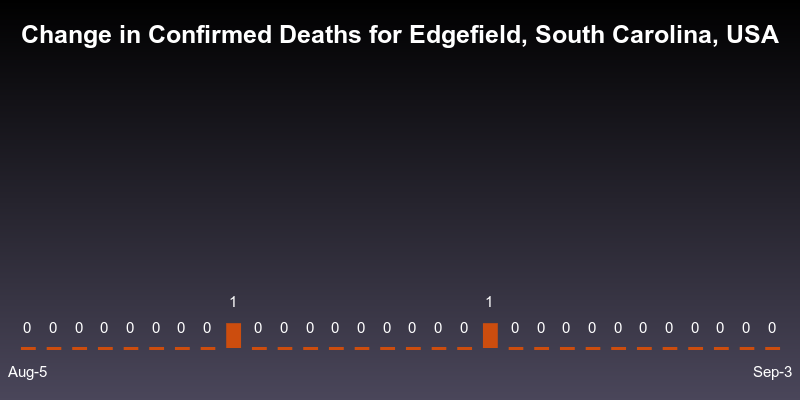 Change in Confirmed Deaths for Edgefield, South Carolina, USA
1 1
0 0 0 0 0 0 0 0 0 0 0 0 0 0 0 0 0 0 0 0 0 0 0 0 0 0 0 0
Aug-5 Sep-3